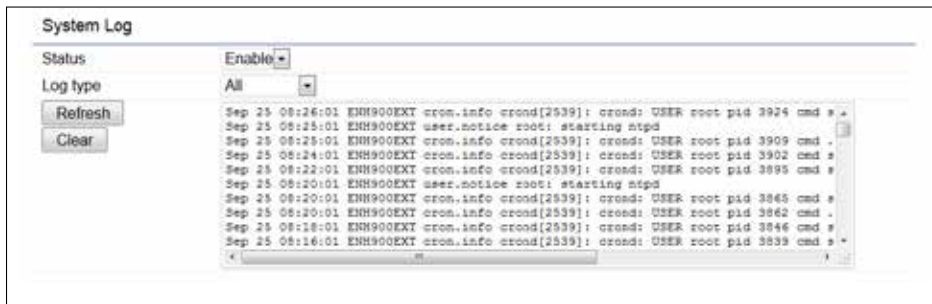 System Log
Status Enable
Log type All
Refresh
Clear
Sep 25 08:26:01 ENH900EXT cron.info crond[2539]: crond: USER root pid 3924 cmd s
Sep 25 08:25:01 ENH900EXT user.notice root: starting ntpd
Sep 25 08:25:01 ENH900EXT cron.info crond[2539]: crond: USER root pid 3909 cmd .
Sep 25 08:24:01 ENH900EXT cron.info crond[2539]: crond: USER root pid 3902 cmd s
Sep 25 08:22:01 ENH900EXT cron.info crond[2539]: crond: USER root pid 3895 cmd s
Sep 25 08:20:01 ENH900EXT user.notice root: starting ntpd
Sep 25 08:20:01 ENH900EXT cron.info crond[2539]: crond: USER root pid 3865 cmd s
Sep 25 08:20:01 ENH900EXT cron.info crond[2539]: crond: USER root pid 3862 cmd .
Sep 25 08:18:01 ENH900EXT cron.info crond[2539]: crond: USER root pid 3846 cmd s
Sep 25 08:16:01 ENH900EXT cron.info crond[2539]: crond: USER root pid 3839 cmd s